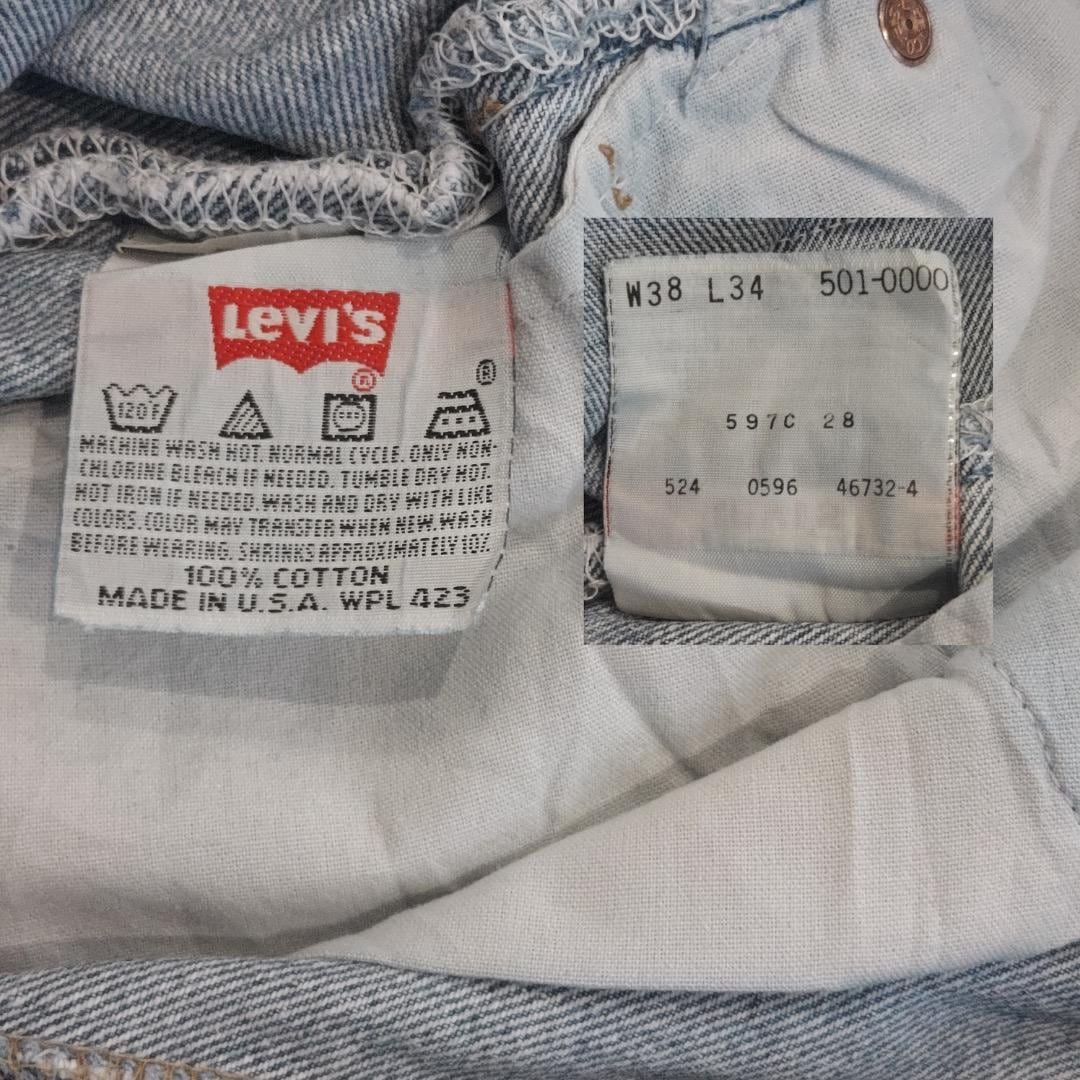 LEVI'S
®
®
120F
MACHINE WASH HOT. NORMAL CYCLE. ONLY NON-
CHLORINE BLEACH IF NEEDED. TUMBLE DRY HOT.
HOT IRON IF NEEDED. WASH AND DRY WITH LIKE
COLORS. COLOR MAY TRANSFER WHEN NEW. WASH
BEFORE WEARING. SHRINKS APPROXIMATELY 10%.
100% COTTON
MADE IN U.S.A. WPL 423
W38 L34 501-0000
597C 28
524 0596 46732-4